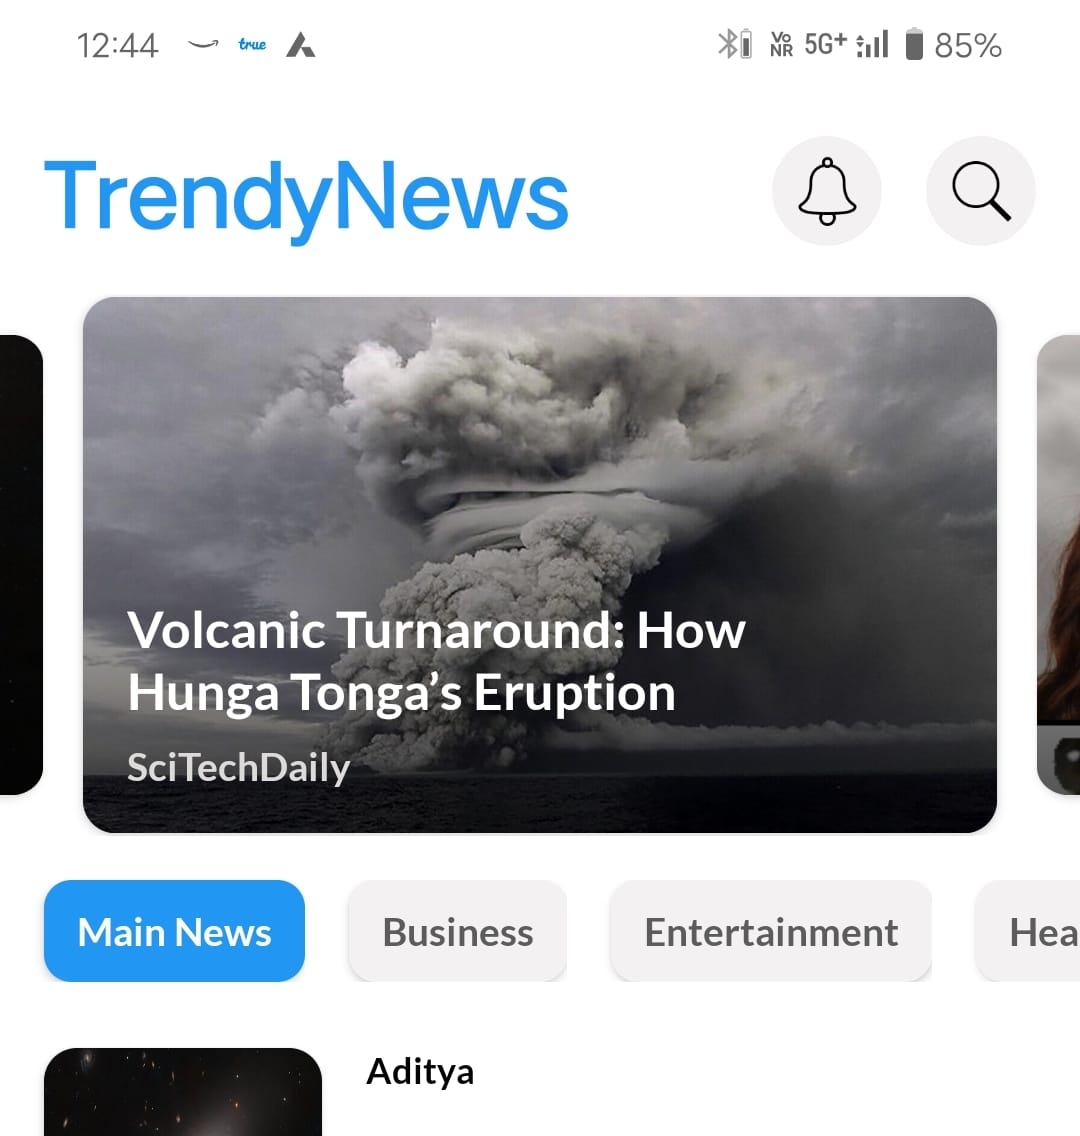 12:44 true Vo NR 5G+ 85%
TrendyNews
Volcanic Turnaround: How
Hunga Tonga’s Eruption
SciTechDaily
Main News Business Entertainment Hea
Aditya